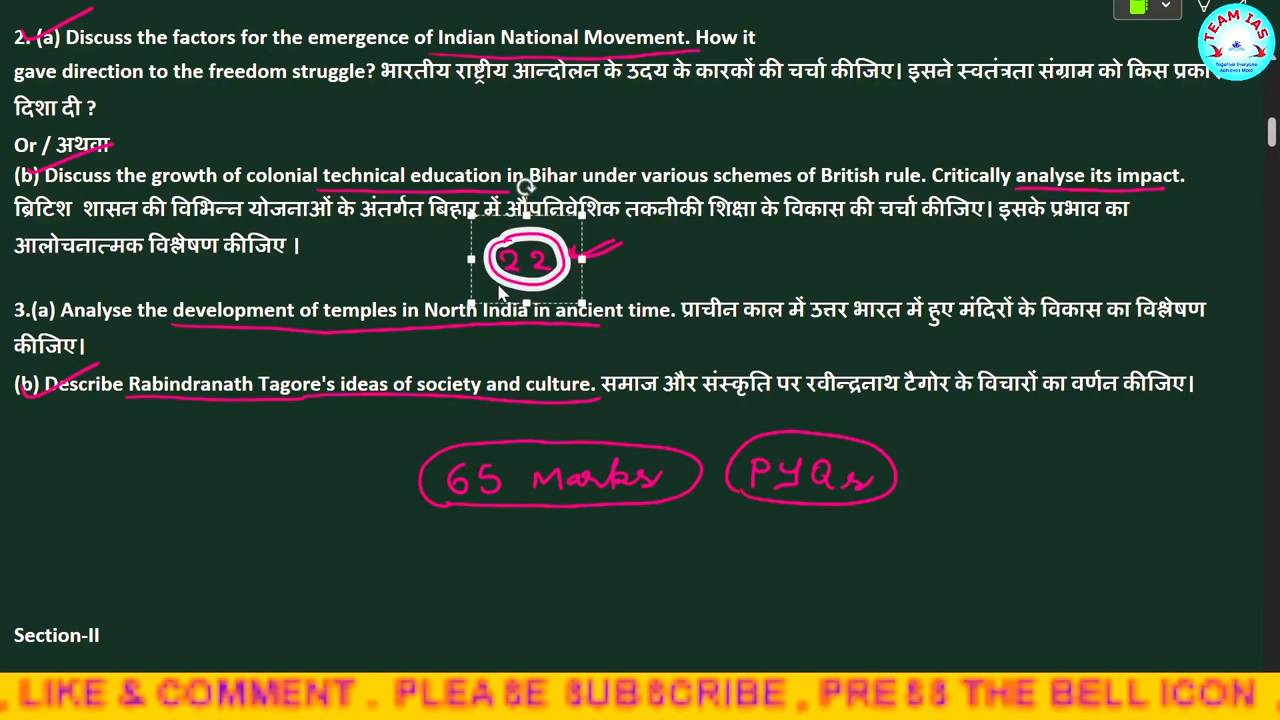 2. (a) Discuss the factors for the emergence of Indian National Movement. How it
gave direction to the freedom struggle? भारतीय राष्ट्रीय आन्दोलन के उदय के कारकों की चर्चा कीजिए। इसने स्वतंत्रता संग्राम को किस
दिशा दी ?
Or / अथवा
(b) Discuss the growth of colonial technical education in Bihar under various schemes of British rule. Critically analyse its impact.
ब्रिटिश शासन की विभिन्न योजनाओं के अंतर्गत बिहार में औपनिवेशिक तकनीकी शिक्षा के विकास की चर्चा कीजिए। इसके प्रभाव का
आलोचनात्मक विश्लेषण कीजिए ।
22
3.(a) Analyse the development of temples in North India in ancient time. प्राचीन काल में उत्तर भारत में हुए मंदिरों के विकास का विश्लेषण
कीजिए।
(b) Describe Rabindranath Tagore's ideas of society and culture. समाज और संस्कृति पर रवीन्द्रनाथ टैगोर के विचारों का वर्णन कीजिए।
65 Marks PYQs
Section-II
TEAM IAS
Together Everyone
Achieves More
, LIKE & COMMENT . PLEASE SUBSCRIBE , PRESS THE BELL ICON